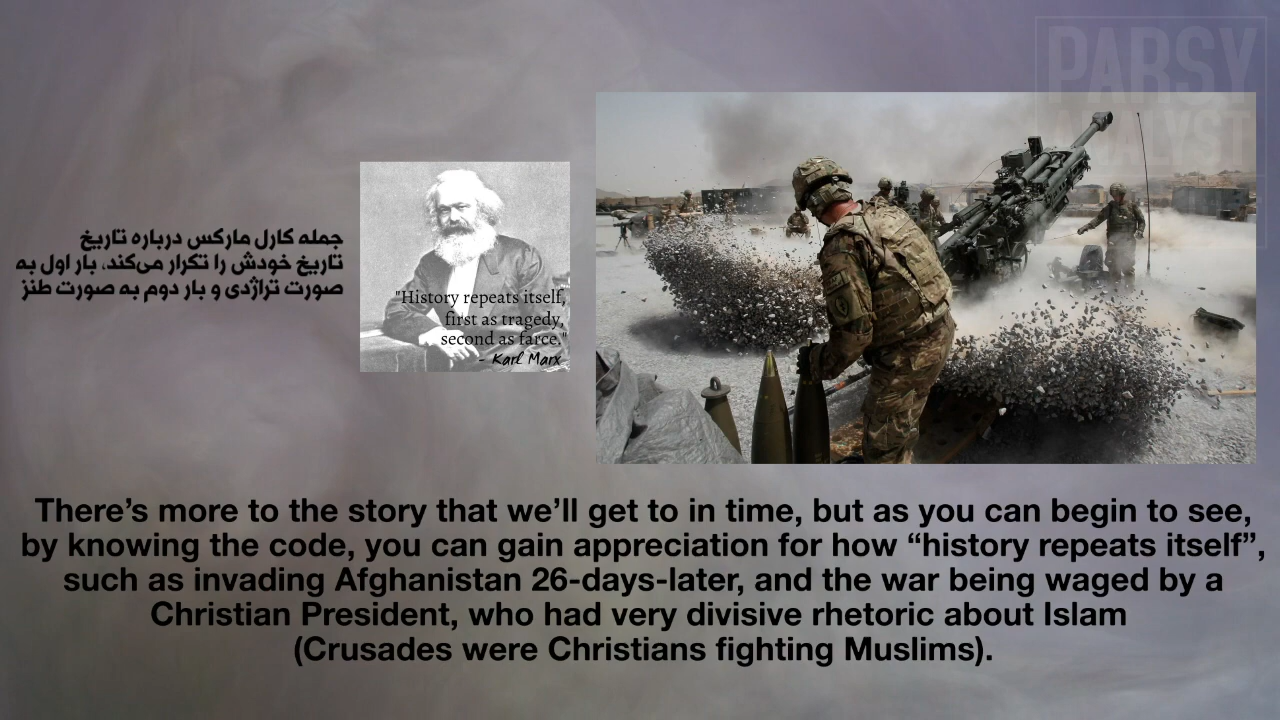 PARSY
ANALYST
جمله کارل مارکس درباره تاریخ
تاریخ خودش را تکرار می‌کند، بار اول به
صورت تراژدی و بار دوم به صورت طنز
"History repeats itself,
first as tragedy,
second as farce."
- Karl Marx
There’s more to the story that we’ll get to in time, but as you can begin to see,
by knowing the code, you can gain appreciation for how “history repeats itself”,
such as invading Afghanistan 26-days-later, and the war being waged by a
Christian President, who had very divisive rhetoric about Islam
(Crusades were Christians fighting Muslims).